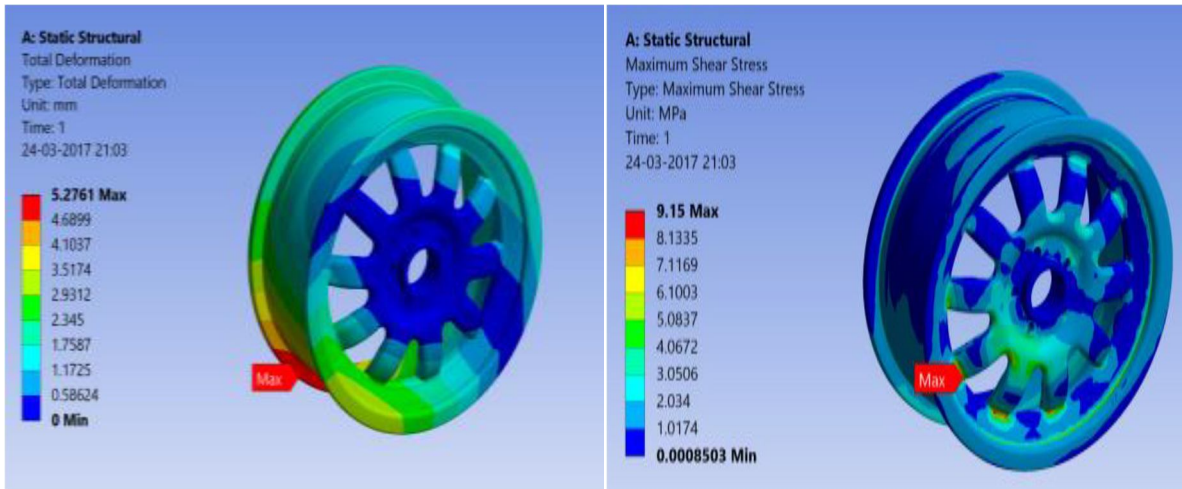 A: Static Structural
Total Deformation
Type: Total Deformation
Unit: mm
Time: 1
24-03-2017 21:03
5.2761 Max
4.6899
4.1037
3.5174
2.9312
2.345
1.7587
1.1725
0.58624
0 Min
Max
A: Static Structural
Maximum Shear Stress
Type: Maximum Shear Stress
Unit: MPa
Time: 1
24-03-2017 21:03
9.15 Max
8.1335
7.1169
6.1003
5.0837
4.0672
3.0506
2.034
1.0174
0.0008503 Min
Max